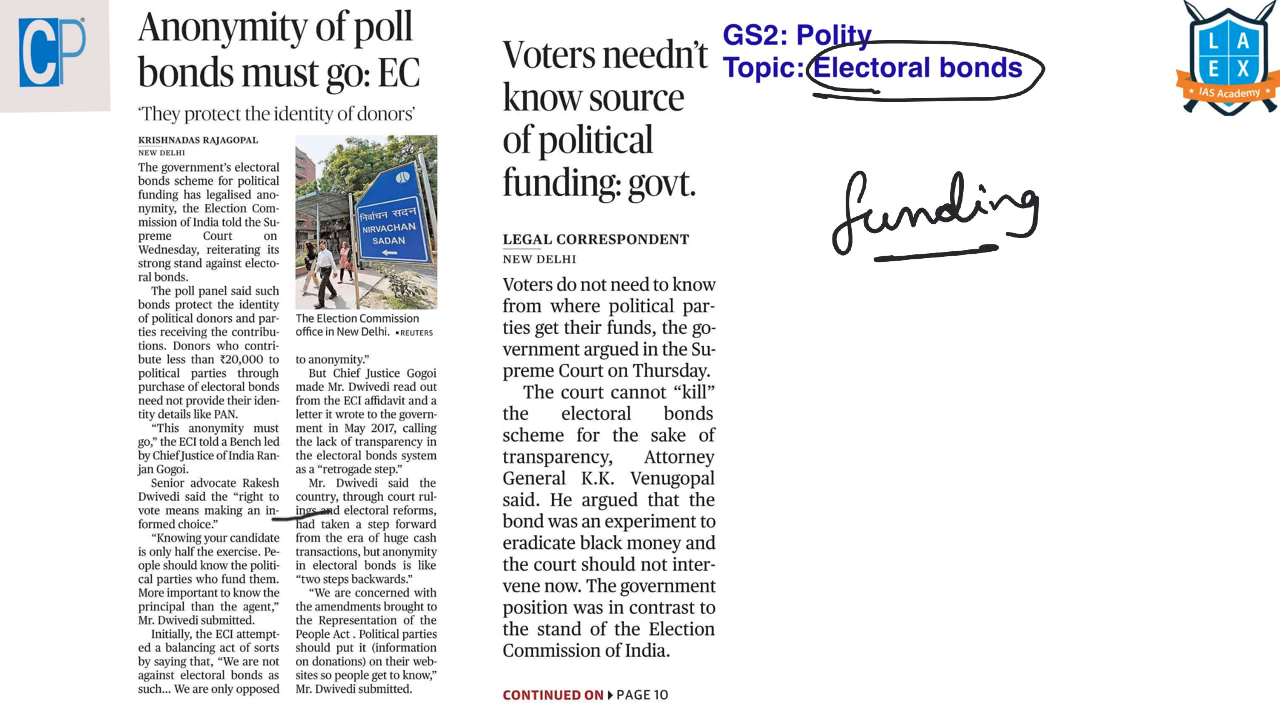 CP
Anonymity of poll
bonds must go: EC
‘They protect the identity of donors’
KRISHNADAS RAJAGOPAL
NEW DELHI
The government’s electoral
bonds scheme for political
funding has legalised ano-
nymity, the Election Com-
mission of India told the Su-
preme Court on
Wednesday, reiterating its
strong stand against electo-
ral bonds.
The poll panel said such
bonds protect the identity
of political donors and par-
ties receiving the contribu-
tions. Donors who contri-
bute less than ₹20,000 to
political parties through
purchase of electoral bonds
need not provide their iden-
tity details like PAN.
“This anonymity must
go,” the ECI told a Bench led
by Chief Justice of India Ran-
jan Gogoi.
Senior advocate Rakesh
Dwivedi said the “right to
vote means making an in-
formed choice.”
“Knowing your candidate
is only half the exercise. Pe-
ople should know the politi-
cal parties who fund them.
More important to know the
principal than the agent,”
Mr. Dwivedi submitted.
Initially, the ECI attempt-
ed a balancing act of sorts
by saying that, “We are not
against electoral bonds as
such... We are only opposed
निर्वाचन सदन
NIRVACHAN
SADAN
The Election Commission
office in New Delhi. •REUTERS
to anonymity.”
But Chief Justice Gogoi
made Mr. Dwivedi read out
from the ECI affidavit and a
letter it wrote to the govern-
ment in May 2017, calling
the lack of transparency in
the electoral bonds system
as a “retrogade step.”
Mr. Dwivedi said the
country, through court rul-
ings and electoral reforms,
had taken a step forward
from the era of huge cash
transactions, but anonymity
in electoral bonds is like
“two steps backwards.”
“We are concerned with
the amendments brought to
the Representation of the
People Act . Political parties
should put it (information
on donations) on their web-
sites so people get to know,”
Mr. Dwivedi submitted.
Voters needn’t
know source
of political
funding: govt.
LEGAL CORRESPONDENT
NEW DELHI
Voters do not need to know
from where political par-
ties get their funds, the go-
vernment argued in the Su-
preme Court on Thursday.
The court cannot “kill”
the electoral bonds
scheme for the sake of
transparency, Attorney
General K.K. Venugopal
said. He argued that the
bond was an experiment to
eradicate black money and
the court should not inter-
vene now. The government
position was in contrast to
the stand of the Election
Commission of India.
CONTINUED ON PAGE 10
GS2: Polity
Topic: Electoral bonds
funding
L A
E X
IAS Academy